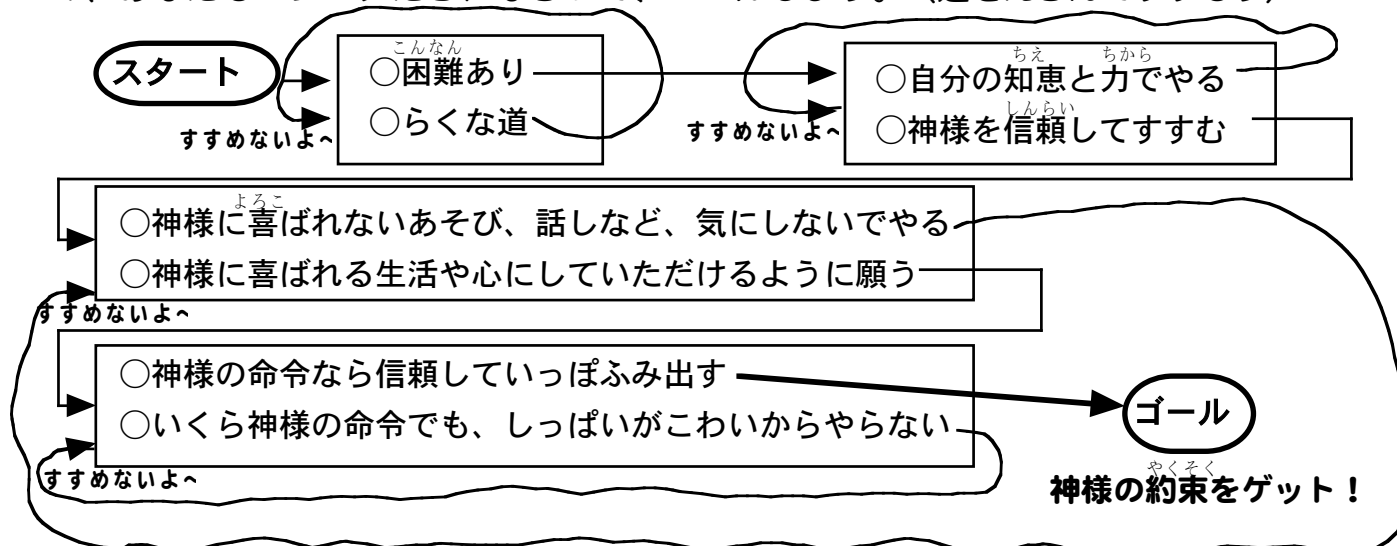 スタート
こんなん
○困難あり
○らくな道
すすめないよ~
ちえ ちから
○自分の知恵と力でやる
しんらい
○神様を信頼してすすむ
すすめないよ~
よろこ
○神様に喜ばれないあそび、話しなど、気にしないでやる
○神様に喜ばれる生活や心にしていただけるように願う
すすめないよ~
○神様の命令なら信頼していっぽふみ出す
○いくら神様の命令でも、しっぱいがこわいからやらない
すすめないよ~
ゴール
やくそく
神様の約束をゲット！